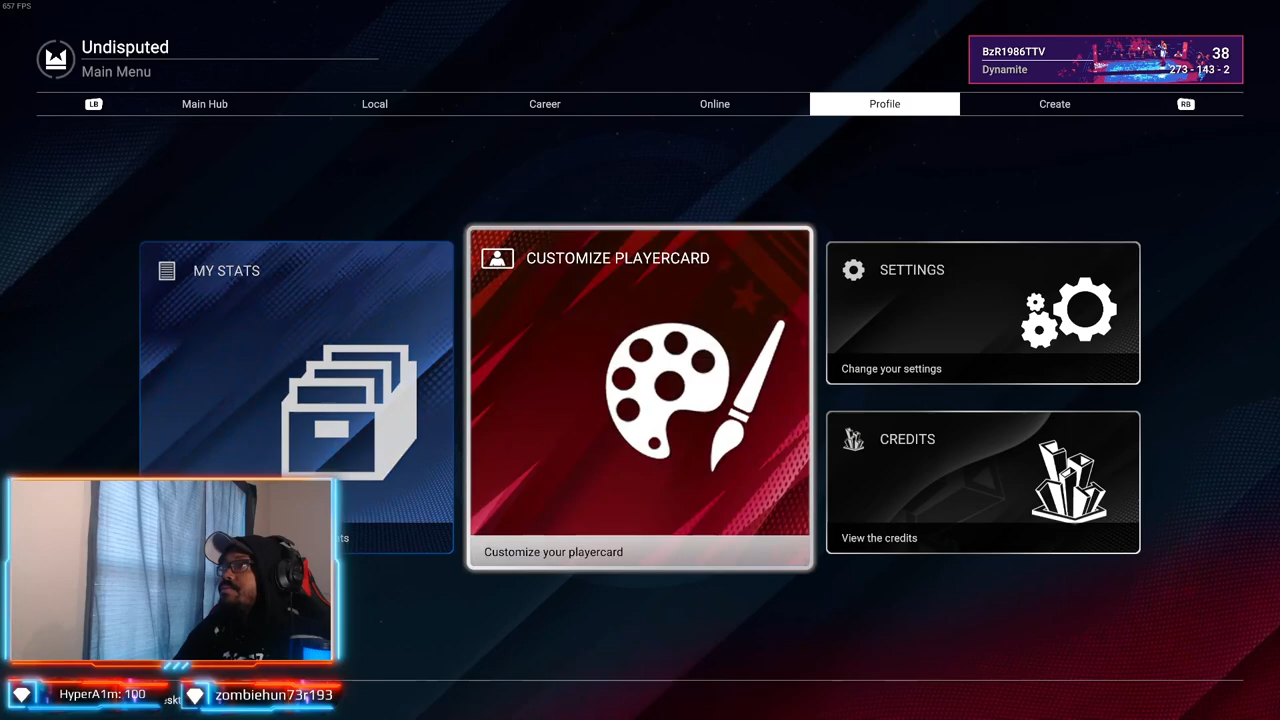 657 FPS
Undisputed
Main Menu
BzR1986TTV
38
Dynamite
273 - 143 - 2
LB
Main Hub
Local
Career
Online
Profile
Create
RB
MY STATS
CUSTOMIZE PLAYERCARD
Customize your playercard
SETTINGS
Change your settings
CREDITS
View the credits
HyperA1m: 100
zombiehun73r193